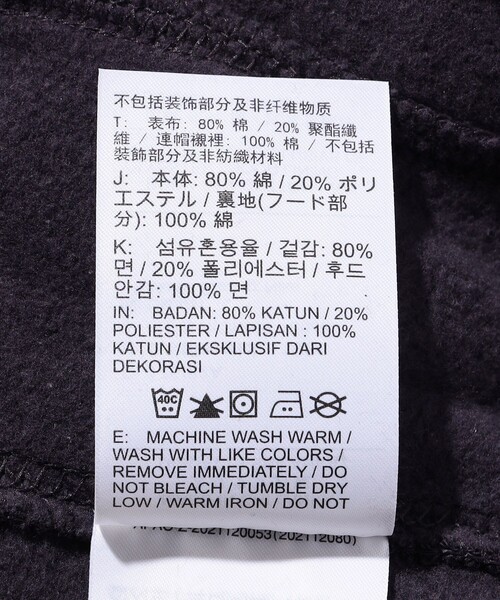 不包括装饰部分及非纤维物质
T: 表布: 80% 棉 / 20% 聚酯纖
維 / 連帽襯裡: 100% 棉 / 不包括
裝飾部分及非紡織材料
J: 本体: 80% 綿 / 20% ポリ
エステル / 裏地(フード部
分): 100% 綿
K: 섬유혼용율 / 겉감: 80%
면 / 20% 폴리에스터 / 후드
안감: 100% 면
IN: BADAN: 80% KATUN / 20%
POLIESTER / LAPISAN : 100%
KATUN / EKSKLUSIF DARI
DEKORASI
40C
E: MACHINE WASH WARM /
WASH WITH LIKE COLORS /
REMOVE IMMEDIATELY / DO
NOT BLEACH / TUMBLE DRY
LOW / WARM IRON / DO NOT
APAC-2-2021120053(202112080)